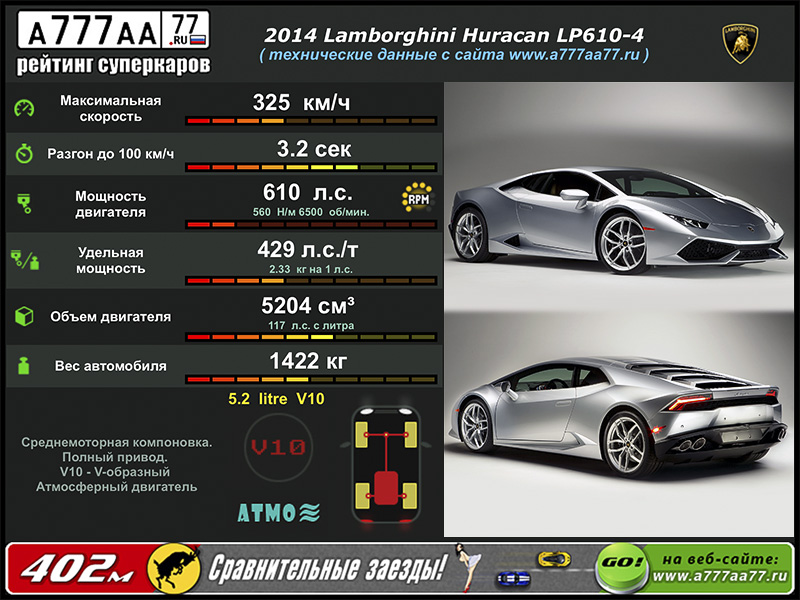 А777АА 77
.RU
рейтинг суперкаров
2014 Lamborghini Huracan LP610-4
( технические данные с сайта www.a777aa77.ru )
LAMBORGHINI
Максимальная
скорость
325 км/ч
Разгон до 100 км/ч
3.2 сек
Мощность
двигателя
610 л.с.
560 Н/м 6500 об/мин.
RPM
Удельная
мощность
429 л.с./т
2.33 кг на 1 л.с.
Объем двигателя
5204 см³
117 л.с. с литра
Вес автомобиля
1422 кг
5.2 litre V10
Среднемоторная компоновка.
Полный привод.
V10 - V-образный
Атмосферный двигатель
V10
ATMO
402м
Сравнительные заезды!
GO!
на веб-сайте:
www.a777aa77.ru